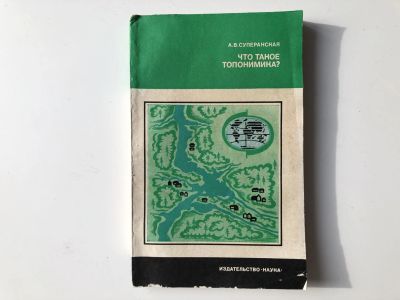 А.В.СУПЕРАНСКАЯ
ЧТО ТАКОЕ
ТОПОНИМИКА?
ИЗДАТЕЛЬСТВО «НАУКА»